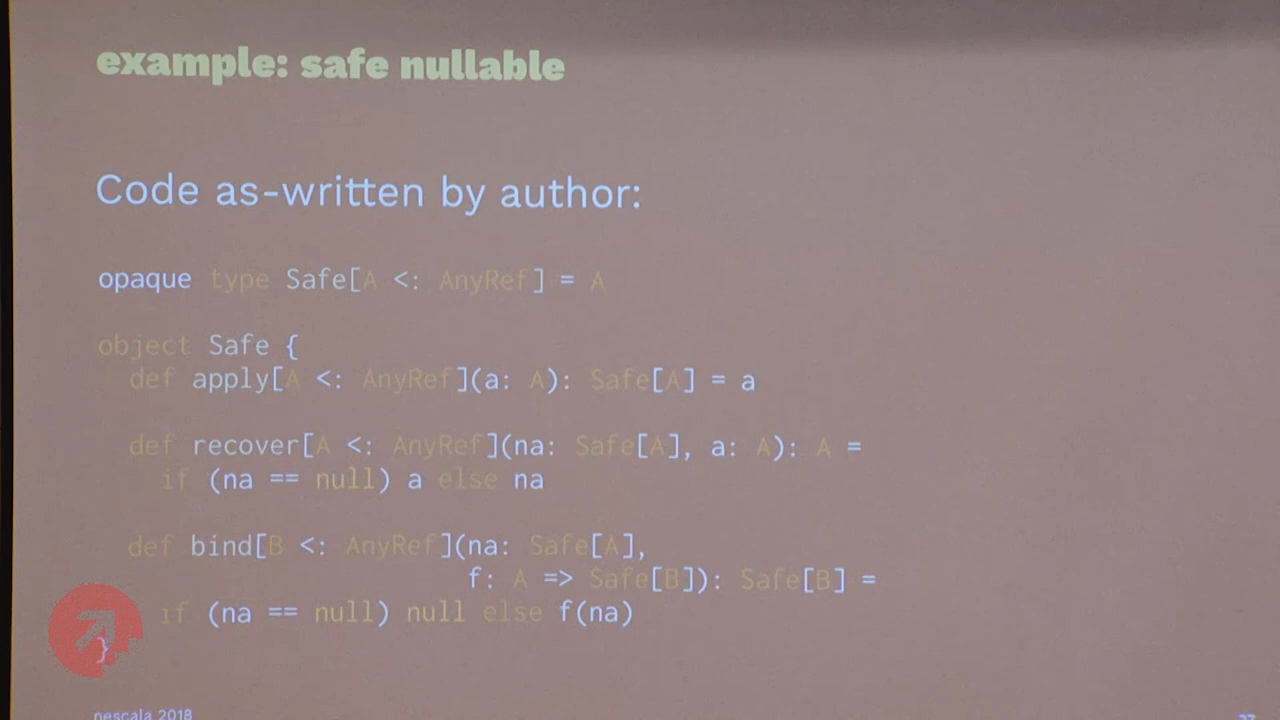 example: safe nullable
Code as-written by author:
opaque type Safe[A <: AnyRef] = A
object Safe {
def apply[A <: AnyRef](a: A): Safe[A] = a
def recover[A <: AnyRef](na: Safe[A], a: A): A =
if (na == null) a else na
def bind[B <: AnyRef](na: Safe[A],
f: A => Safe[B]): Safe[B] =
if (na == null) null else f(na)
}
nescala 2018